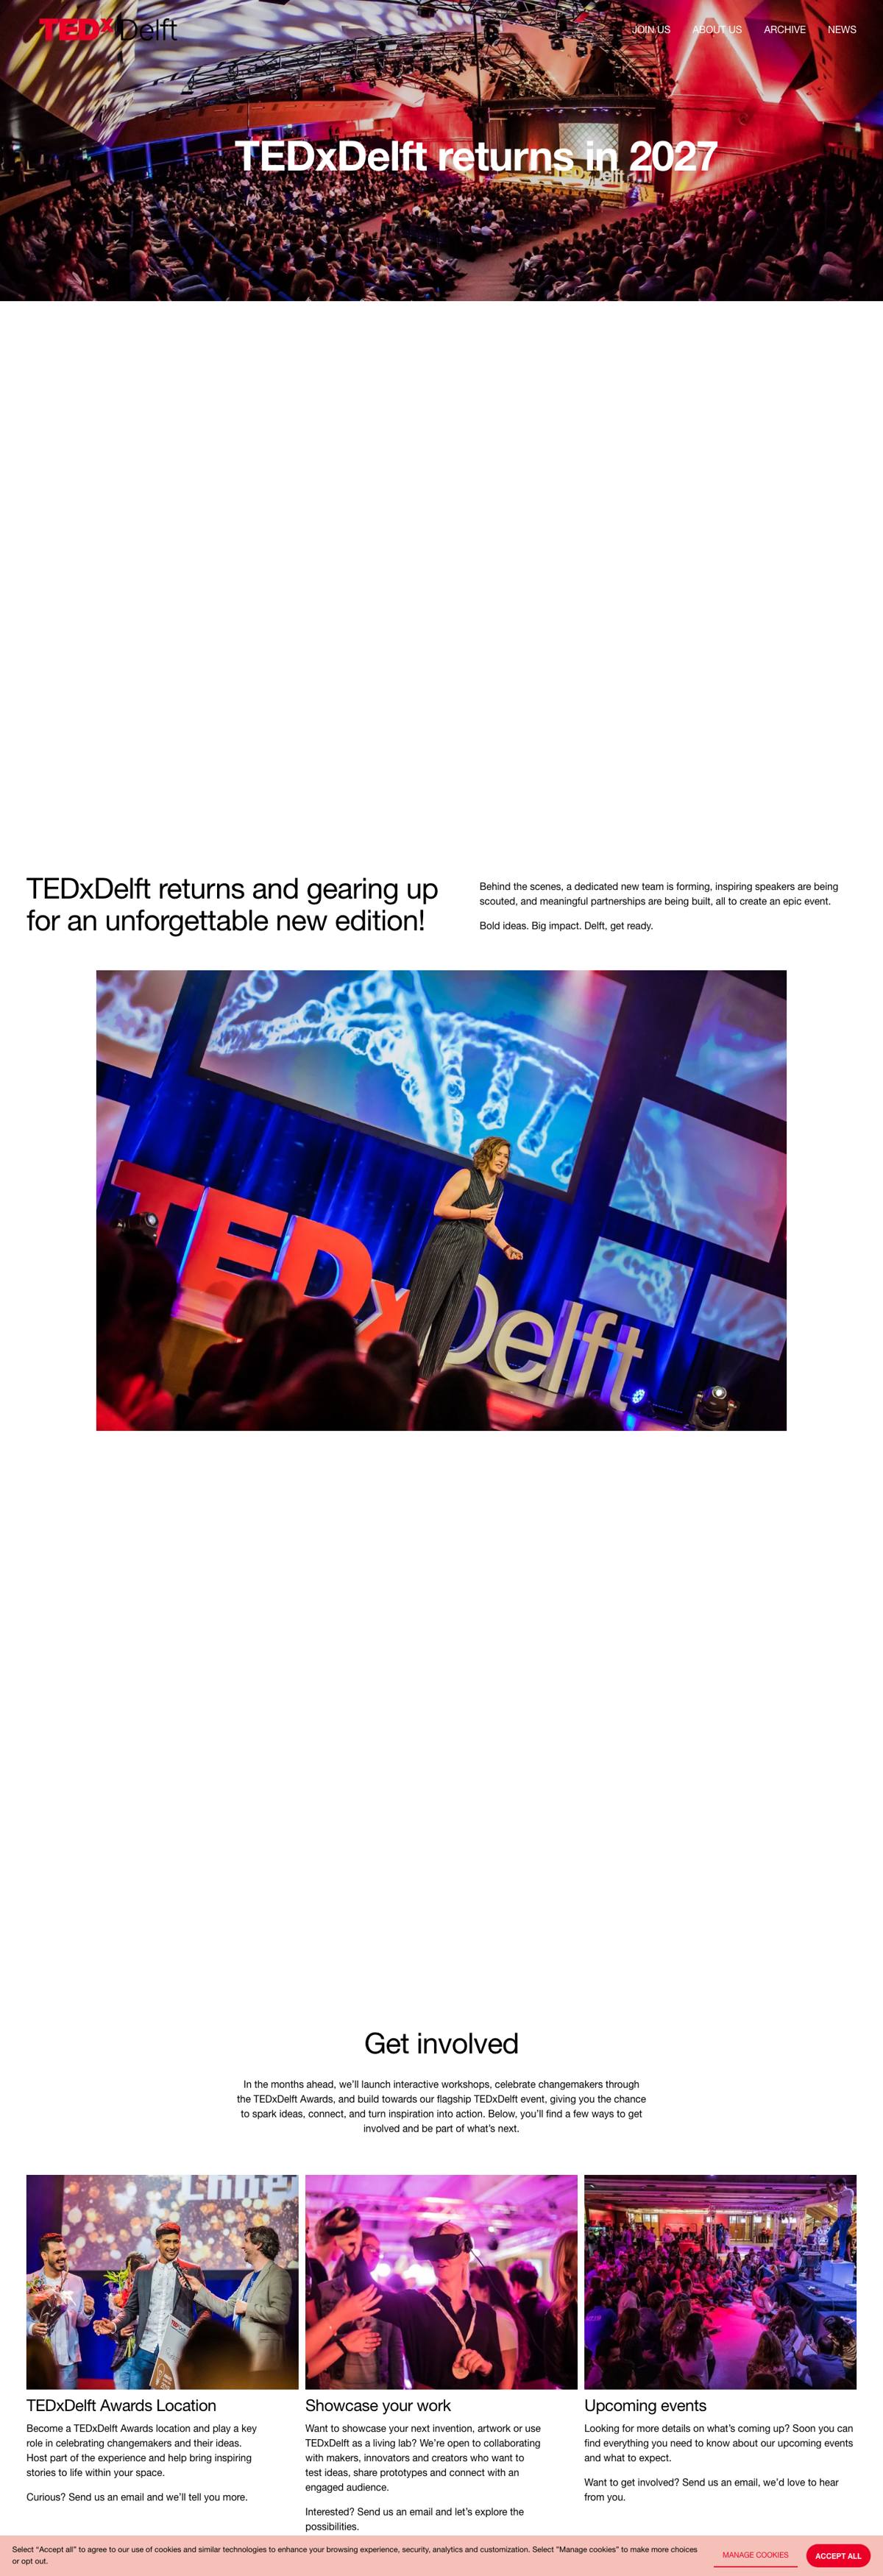 TEDxDelft
JOIN US
ABOUT US
ARCHIVE
NEWS
TEDxDelft returns in 2027
TEDxDelft returns and gearing up
for an unforgettable new edition!
Behind the scenes, a dedicated new team is forming, inspiring speakers are being
scouted, and meaningful partnerships are being built, all to create an epic event.
Bold ideas. Big impact. Delft, get ready.
TEDxDelft
Get involved
In the months ahead, we’ll launch interactive workshops, celebrate changemakers through
the TEDxDelft Awards, and build towards our flagship TEDxDelft event, giving you the chance
to spark ideas, connect, and turn inspiration into action. Below, you’ll find a few ways to get
involved and be part of what’s next.
TEDxDelft Awards Location
Become a TEDxDelft Awards location and play a key
role in celebrating changemakers and their ideas.
Host part of the experience and help bring inspiring
stories to life within your space.
Curious? Send us an email and we’ll tell you more.
Showcase your work
Want to showcase your next invention, artwork or use
TEDxDelft as a living lab? We’re open to collaborating
with makers, innovators and creators who want to
test ideas, share prototypes and connect with an
engaged audience.
Interested? Send us an email and let’s explore the
possibilities.
Upcoming events
Looking for more details on what’s coming up? Soon you can
find everything you need to know about our upcoming events
and what to expect.
Want to get involved? Send us an email, we’d love to hear
from you.
Select “Accept all” to agree to our use of cookies and similar technologies to enhance your browsing experience, security, analytics and customization. Select “Manage cookies” to make more choices
or opt out.
MANAGE COOKIES
ACCEPT ALL